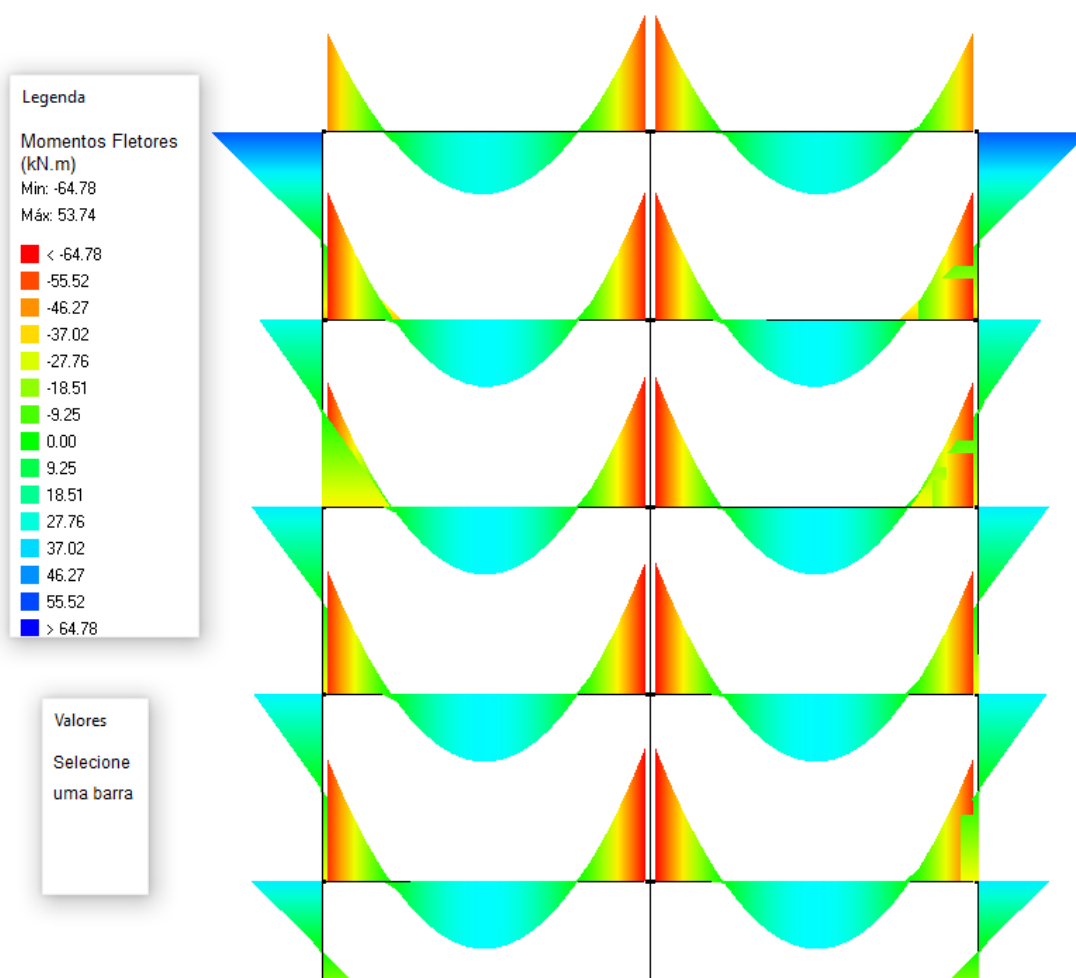 Legenda
Momentos Fletores
(kN.m)
Min: -64.78
Máx: 53.74
< -64.78
-55.52
-46.27
-37.02
-27.76
-18.51
-9.25
0.00
9.25
18.51
27.76
37.02
46.27
55.52
> 64.78
Valores
Selecione
uma barra